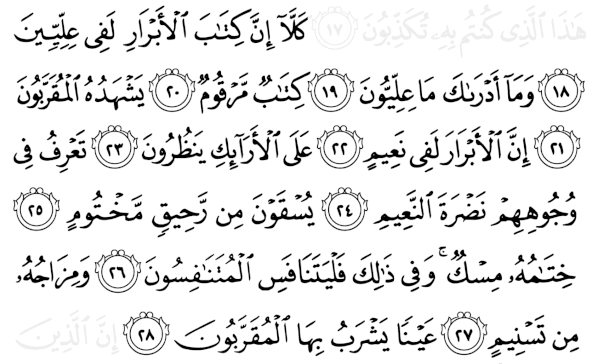 هَٰذَا ٱلَّذِي كُنتُم بِهِۦ تُكَذِّبُونَ ١٧ كَلَّآ إِنَّ كِتَٰبَ ٱلْأَبْرَارِ لَفِى عِلِّيِّينَ
١٨ وَمَآ أَدْرَىٰكَ مَا عِلِّيُّونَ ١٩ كِتَٰبٌ مَّرْقُومٌ ٢٠ يَشْهَدُهُ ٱلْمُقَرَّبُونَ
٢١ إِنَّ ٱلْأَبْرَارَ لَفِى نَعِيمٍ ٢٢ عَلَى ٱلْأَرَآئِكِ يَنظُرُونَ ٢٣ تَعْرِفُ فِى
وُجُوهِهِمْ نَضْرَةَ ٱلنَّعِيمِ ٢٤ يُسْقَوْنَ مِن رَّحِيقٍ مَّخْتُومٍ ٢٥
خِتَٰمُهُۥ مِسْكٌ ۚ وَفِى ذَٰلِكَ فَلْيَتَنَافَسِ ٱلْمُتَنَٰفِسُونَ ٢٦ وَمِزَاجُهُۥ
مِن تَسْنِيمٍ ٢٧ عَيْنًا يَشْرَبُ بِهَا ٱلْمُقَرَّبُونَ ٢٨ إِنَّ ٱلَّذِينَ